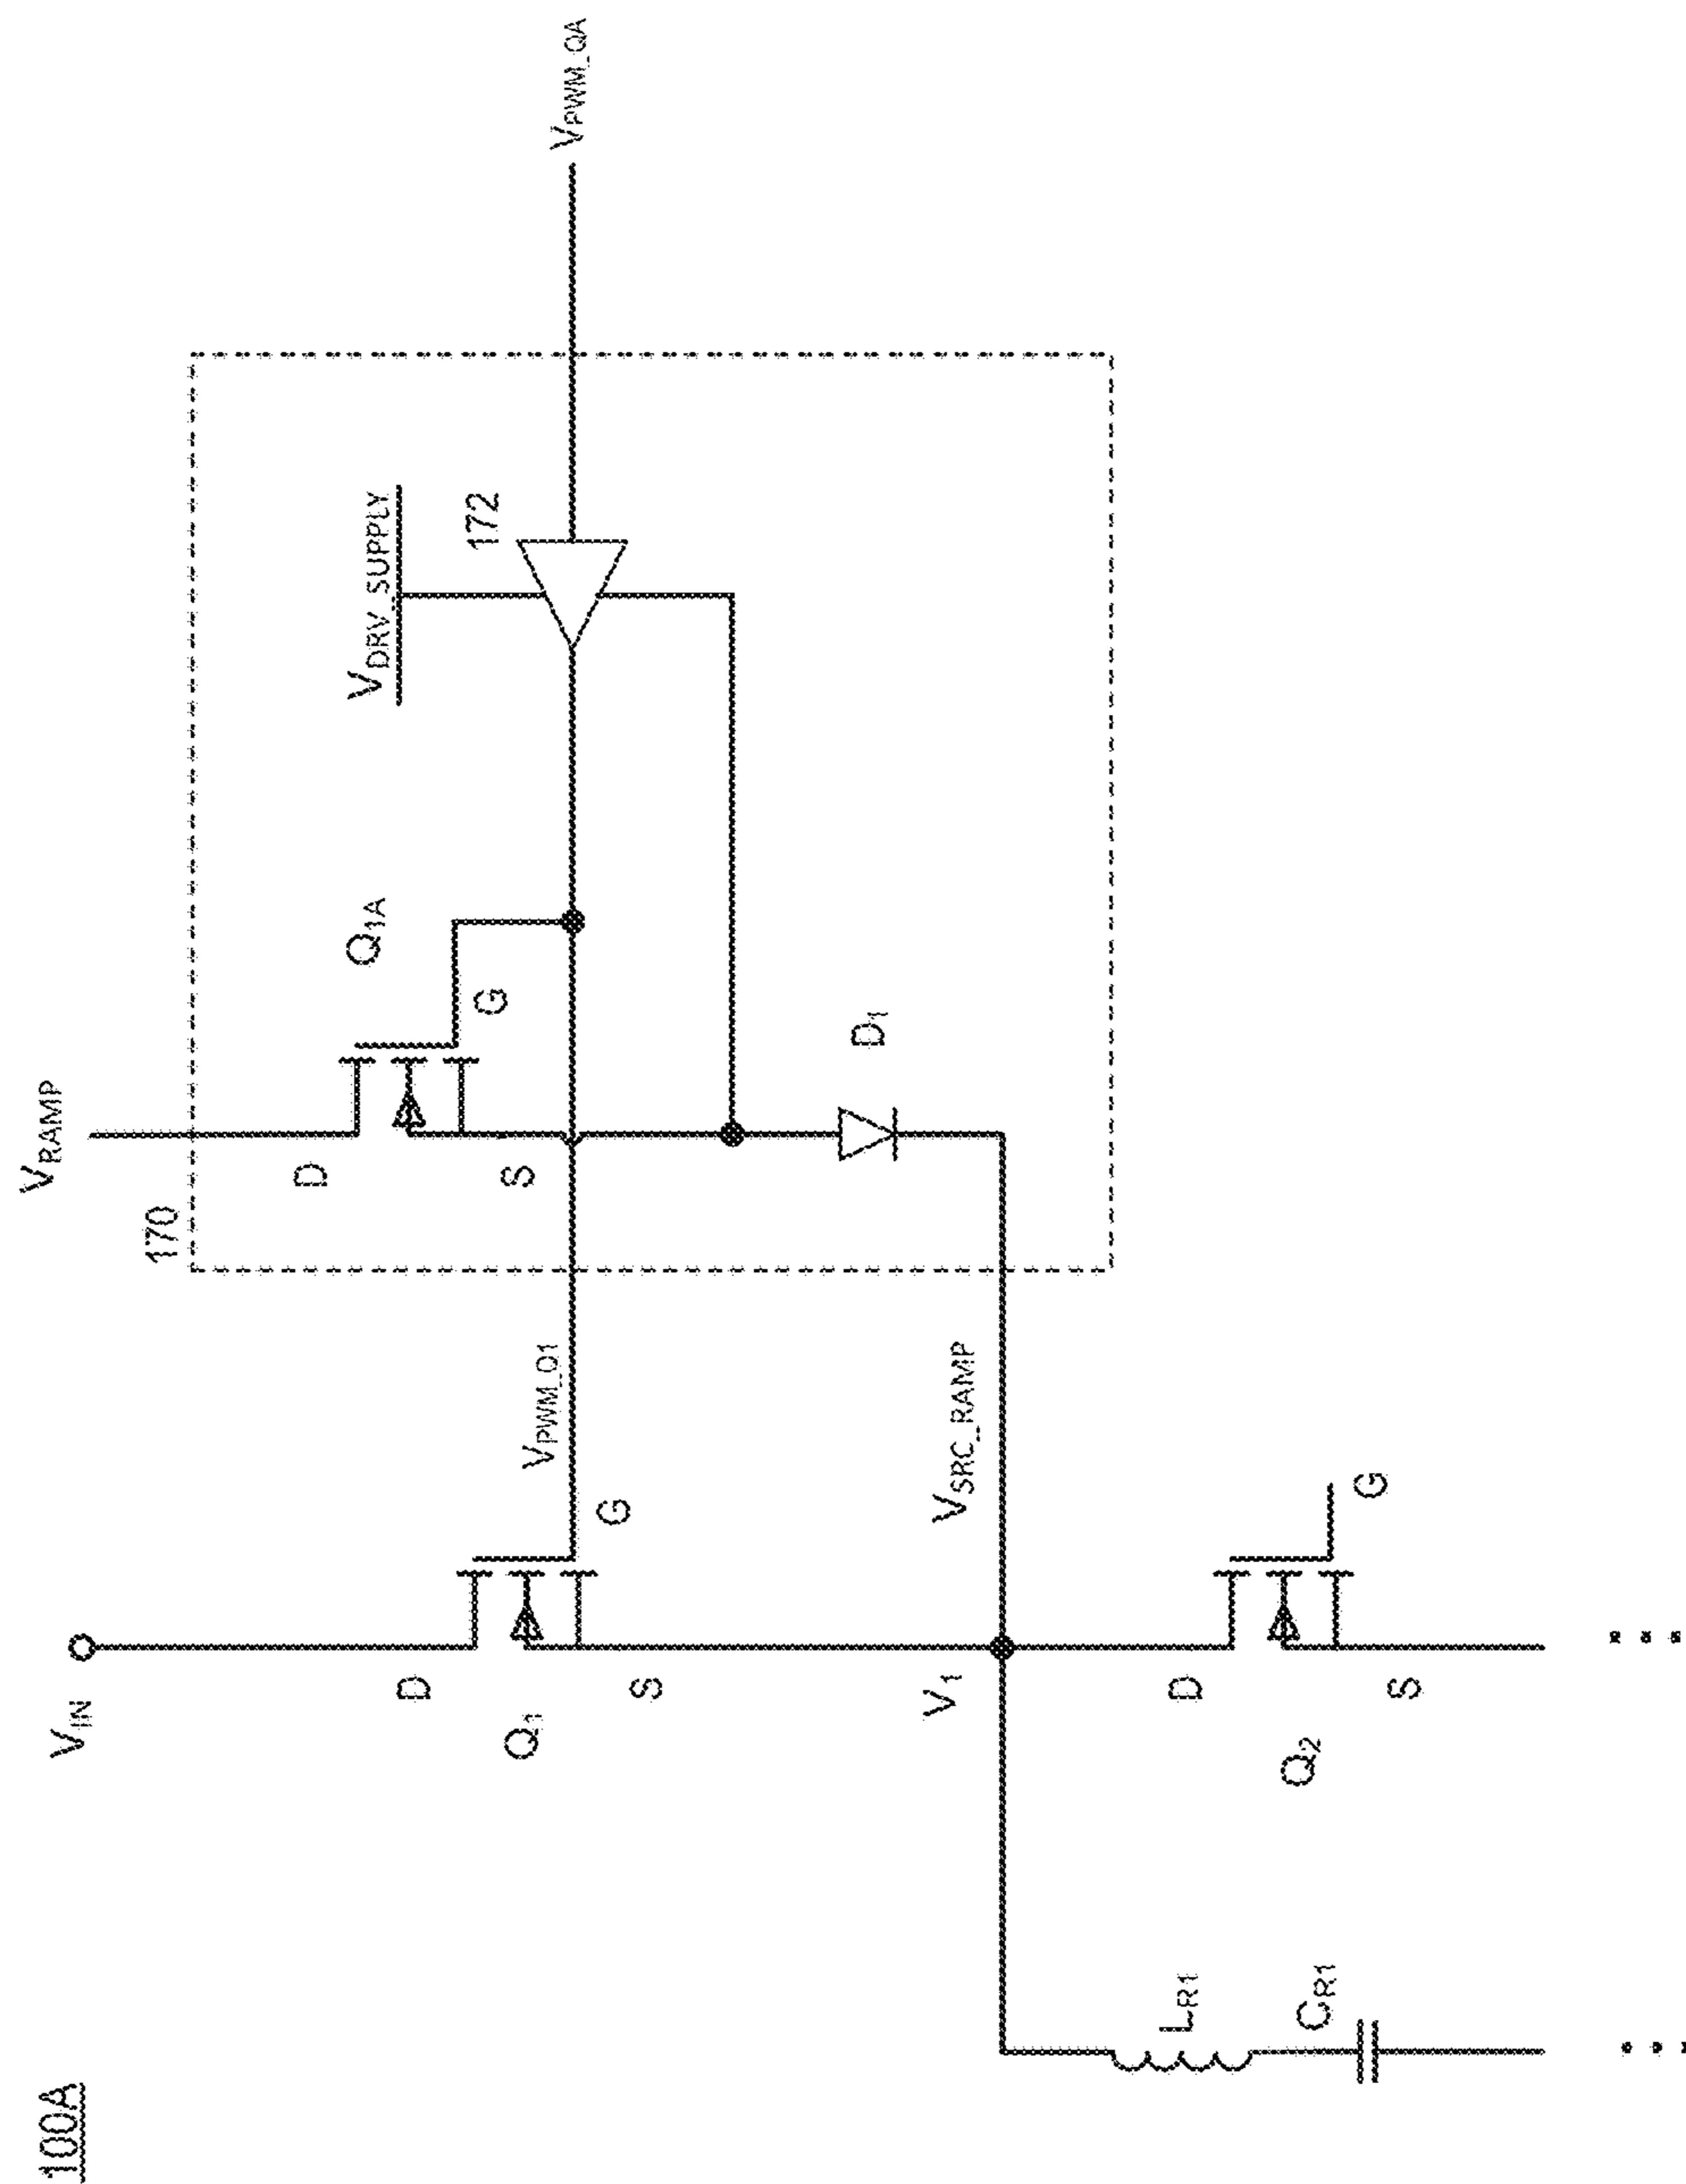 100A
V_IN
D
Q_1
S
G
V_PWM_Q1
V_1
V_SRC_RAMP
L_R1
C_R1
D
Q_2
S
G
170
V_RAMP
D
S
G
Q_1A
D_1
V_DRV_SUPPLY
172
V_PWM_QA